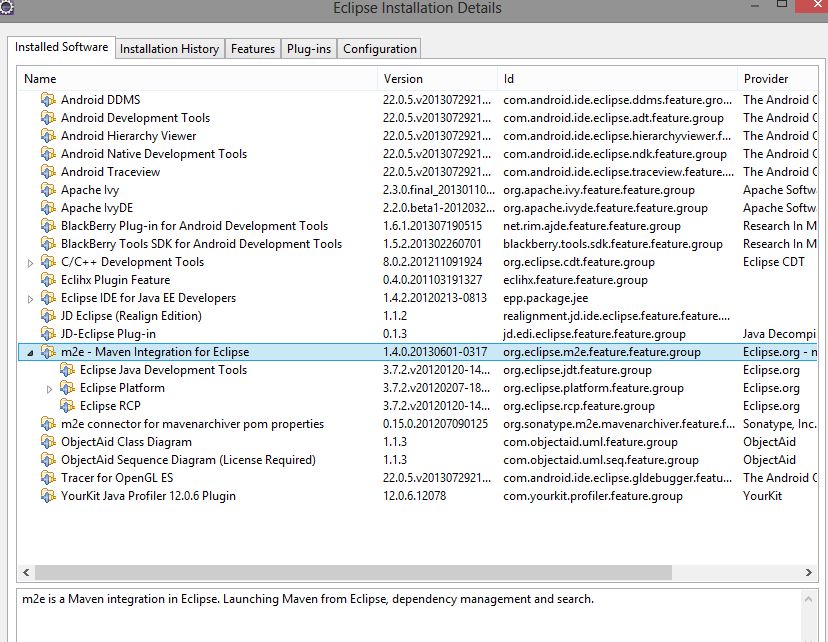 Eclipse Installation Details
Installed Software Installation History Features Plug-ins Configuration
Name Version Id Provider
Android DDMS 22.0.5.v2013072921... com.android.ide.eclipse.ddms.feature.gro... The Android
Android Development Tools 22.0.5.v2013072921... com.android.ide.eclipse.adt.feature.group The Android
Android Hierarchy Viewer 22.0.5.v2013072921... com.android.ide.eclipse.hierarchyviewer.f... The Android
Android Native Development Tools 22.0.5.v2013072921... com.android.ide.eclipse.ndk.feature.group The Android
Android Traceview 22.0.5.v2013072921... com.android.ide.eclipse.traceview.feature.... The Android
Apache Ivy 2.3.0.final_20130110... org.apache.ivy.feature.feature.group Apache Softw
Apache IvyDE 2.2.0.beta1-2012032... org.apache.ivyde.feature.feature.group Apache Softw
BlackBerry Plug-in for Android Development Tools 1.6.1.201307190515 net.rim.ajde.feature.feature.group Research In M
BlackBerry Tools SDK for Android Development Tools 1.5.2.201302260701 blackberry.tools.sdk.feature.feature.group Research In M
C/C++ Development Tools 8.0.2.201211091924 org.eclipse.cdt.feature.group Eclipse CDT
Eclihx Plugin Feature 0.4.0.201103191327 eclihx.feature.feature.group
Eclipse IDE for Java EE Developers 1.4.2.20120213-0813 epp.package.jee
JD Eclipse (Realign Edition) 1.1.2 realignment.jd.ide.eclipse.feature.feature....
JD-Eclipse Plug-in 0.1.3 jd.edi.eclipse.feature.feature.group Java Decompi
m2e - Maven Integration for Eclipse 1.4.0.20130601-0317 org.eclipse.m2e.feature.feature.group Eclipse.org - m
Eclipse Java Development Tools 3.7.2.v20120120-14... org.eclipse.jdt.feature.group Eclipse.org
Eclipse Platform 3.7.2.v20120207-18... org.eclipse.platform.feature.group Eclipse.org
Eclipse RCP 3.7.2.v20120120-14... org.eclipse.rcp.feature.group Eclipse.org
m2e connector for mavenarchiver pom properties 0.15.0.201207090125 org.sonatype.m2e.mavenarchiver.feature.f... Sonatype, Inc.
ObjectAid Class Diagram 1.1.3 com.objectaid.uml.feature.group ObjectAid
ObjectAid Sequence Diagram (License Required) 1.1.3 com.objectaid.uml.seq.feature.group ObjectAid
Tracer for OpenGL ES 22.0.5.v2013072921... com.android.ide.eclipse.gldebugger.featu... The Android
YourKit Java Profiler 12.0.6 Plugin 12.0.6.12078 com.yourkit.profiler.feature.group YourKit
m2e is a Maven integration in Eclipse. Launching Maven from Eclipse, dependency management and search.